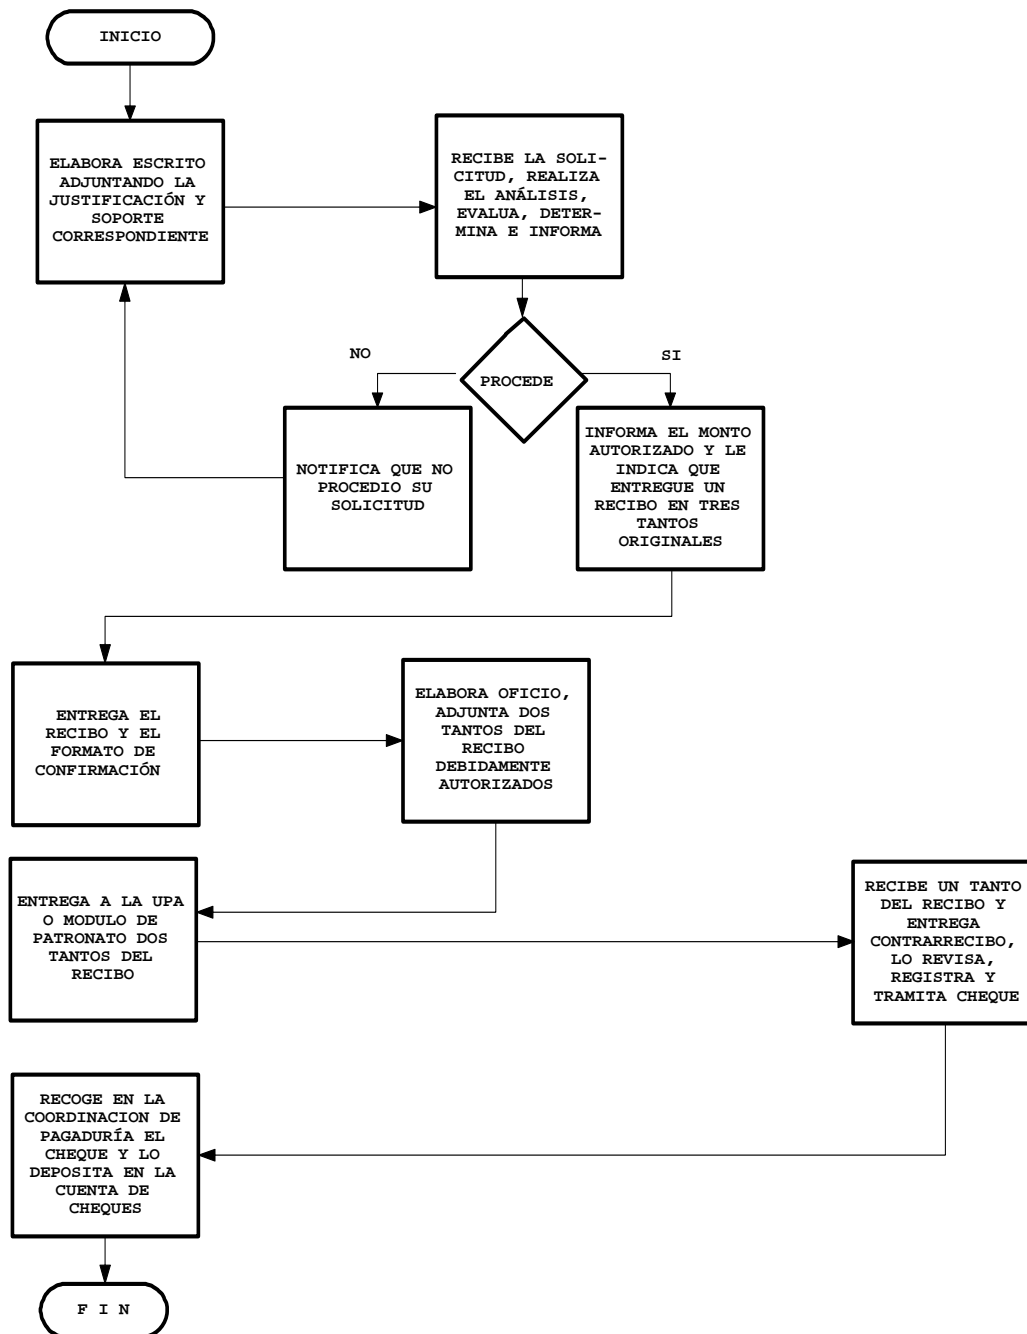 INICIO
ELABORA ESCRITO
ADJUNTANDO LA
JUSTIFICACIÓN Y
SOPORTE
CORRESPONDIENTE
RECIBE LA SOLI-
CITUD, REALIZA
EL ANÁLISIS,
EVALUA, DETER-
MINA E INFORMA
NO
SI
PROCEDE
NOTIFICA QUE NO
PROCEDIO SU
SOLICITUD
INFORMA EL MONTO
AUTORIZADO Y LE
INDICA QUE
ENTREGUE UN
RECIBO EN TRES
TANTOS
ORIGINALES
ENTREGA EL
RECIBO Y EL
FORMATO DE
CONFIRMACIÓN
ELABORA OFICIO,
ADJUNTA DOS
TANTOS DEL
RECIBO
DEBIDAMENTE
AUTORIZADOS
ENTREGA A LA UPA
O MODULO DE
PATRONATO DOS
TANTOS DEL
RECIBO
RECIBE UN TANTO
DEL RECIBO Y
ENTREGA
CONTRARRECIBO,
LO REVISA,
REGISTRA Y
TRAMITA CHEQUE
RECOGE EN LA
COORDINACION DE
PAGADURÍA EL
CHEQUE Y LO
DEPOSITA EN LA
CUENTA DE
CHEQUES
F I N